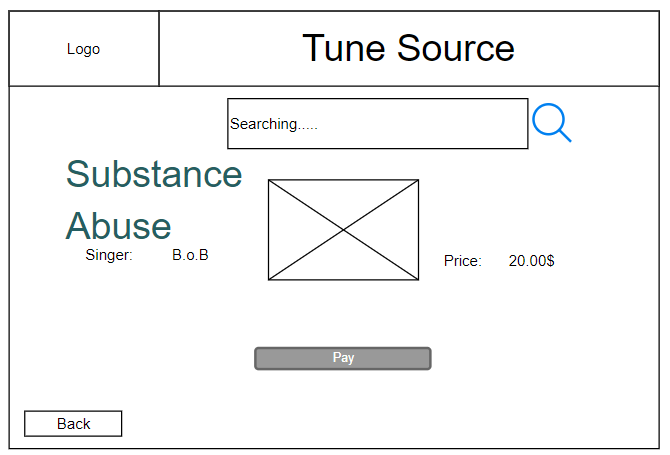 Logo
Tune Source
Searching.....
Substance
Abuse
Singer: B.o.B
Price: 20.00$
Pay
Back